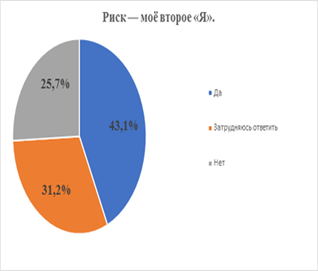 Риск — моё второе «Я».
25,7%
43,1%
31,2%
Да
Затрудняюсь ответить
Нет